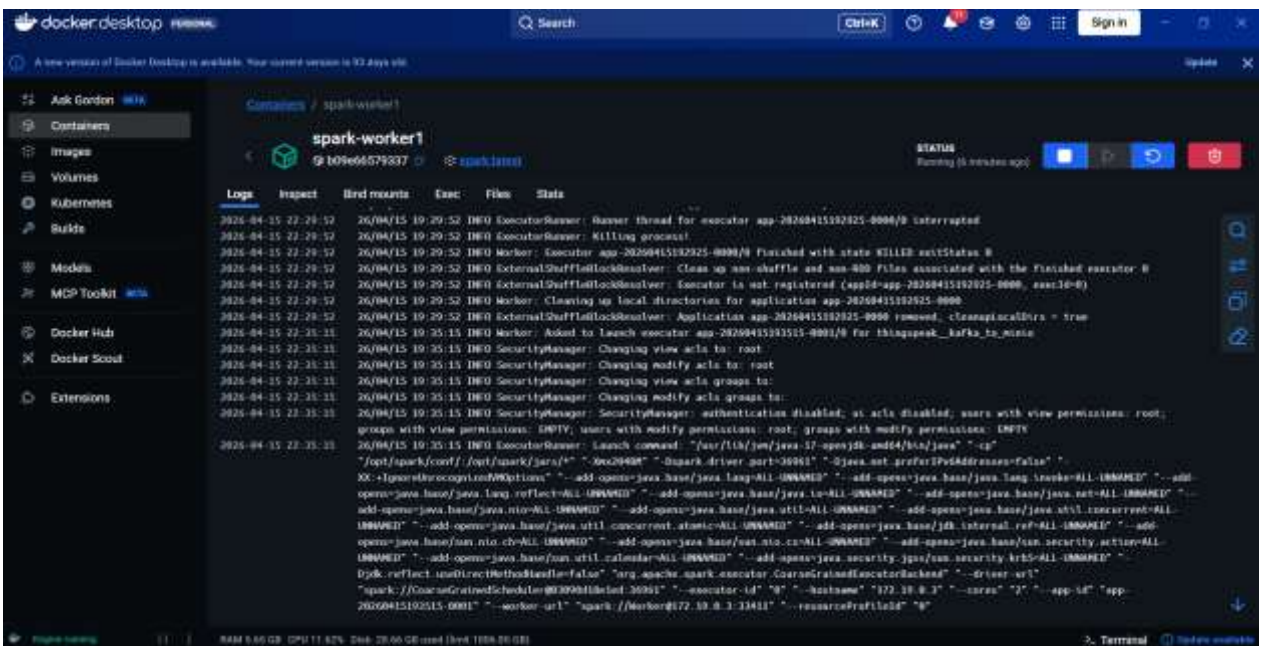 docker desktop PERSONAL
Search
Ctrl+K
11
Sign in
A new version of Docker Desktop is available. Your current version is 93 days old.
Update
Ask Gordon BETA
Containers
Images
Volumes
Kubernetes
Builds
Models
MCP Toolkit BETA
Docker Hub
Docker Scout
Extensions
Containers / spark-worker1
spark-worker1
b09e66579337
spark:latest
STATUS
Running (6 minutes ago)
Logs Inspect Bind mounts Exec Files Stats
2026-04-15 22:29:52 26/04/15 19:29:52 INFO ExecutorRunner: Runner thread for executor app-20260415192925-0000/0 interrupted
2026-04-15 22:29:52 26/04/15 19:29:52 INFO ExecutorRunner: Killing process!
2026-04-15 22:29:52 26/04/15 19:29:52 INFO Worker: Executor app-20260415192925-0000/0 finished with state KILLED exitStatus 0
2026-04-15 22:29:52 26/04/15 19:29:52 INFO ExternalShuffleBlockResolver: Clean up non-shuffle and non-RDD files associated with the finished executor 0
2026-04-15 22:29:52 26/04/15 19:29:52 INFO ExternalShuffleBlockResolver: Executor is not registered (appId=app-20260415192925-0000, execId=0)
2026-04-15 22:29:52 26/04/15 19:29:52 INFO Worker: Cleaning up local directories for application app-20260415192925-0000
2026-04-15 22:29:52 26/04/15 19:29:52 INFO ExternalShuffleBlockResolver: Application app-20260415192925-0000 removed, cleanupLocalDirs = true
2026-04-15 22:35:15 26/04/15 19:35:15 INFO Worker: Asked to launch executor app-20260415193515-0001/0 for thingspeak__kafka_to_minio
2026-04-15 22:35:15 26/04/15 19:35:15 INFO SecurityManager: Changing view acls to: root
2026-04-15 22:35:15 26/04/15 19:35:15 INFO SecurityManager: Changing modify acls to: root
2026-04-15 22:35:15 26/04/15 19:35:15 INFO SecurityManager: Changing view acls groups to:
2026-04-15 22:35:15 26/04/15 19:35:15 INFO SecurityManager: Changing modify acls groups to:
2026-04-15 22:35:15 26/04/15 19:35:15 INFO SecurityManager: SecurityManager: authentication disabled; ui acls disabled; users with view permissions: root;
groups with view permissions: EMPTY; users with modify permissions: root; groups with modify permissions: EMPTY
2026-04-15 22:35:15 26/04/15 19:35:15 INFO ExecutorRunner: Launch command: "/usr/lib/jvm/java-17-openjdk-amd64/bin/java" "-cp"
"/opt/spark/conf/:/opt/spark/jars/*" "-Xmx2048M" "-Dspark.driver.port=36961" "-Djava.net.preferIPv6Addresses=false" "-
XX:+IgnoreUnrecognizedVMOptions" "--add-opens=java.base/java.lang=ALL-UNNAMED" "--add-opens=java.base/java.lang.invoke=ALL-UNNAMED" "--add-
opens=java.base/java.lang.reflect=ALL-UNNAMED" "--add-opens=java.base/java.io=ALL-UNNAMED" "--add-opens=java.base/java.net=ALL-UNNAMED" "--
add-opens=java.base/java.nio=ALL-UNNAMED" "--add-opens=java.base/java.util=ALL-UNNAMED" "--add-opens=java.base/java.util.concurrent=ALL-
UNNAMED" "--add-opens=java.base/java.util.concurrent.atomic=ALL-UNNAMED" "--add-opens=java.base/jdk.internal.ref=ALL-UNNAMED" "--add-
opens=java.base/sun.nio.ch=ALL-UNNAMED" "--add-opens=java.base/sun.nio.cs=ALL-UNNAMED" "--add-opens=java.base/sun.security.action=ALL-
UNNAMED" "--add-opens=java.base/sun.util.calendar=ALL-UNNAMED" "--add-opens=java.security.jgss/sun.security.krb5=ALL-UNNAMED" "-
Djdk.reflect.useDirectMethodHandle=false" "org.apache.spark.executor.CoarseGrainedExecutorBackend" "--driver-url"
"--executor-id" "0" "--hostname" "172.19.0.3" "--cores" "2" "--app-id" "app-
20260415193515-0001" "--worker-url" "spark://Worker@172.19.0.3:33413" "--resourceProfileId" "0"
Engine running
RAM 5.66 GB CPU 11.62% Disk: 28.66 GB used (limit 1006.85 GB)
Terminal
Update available